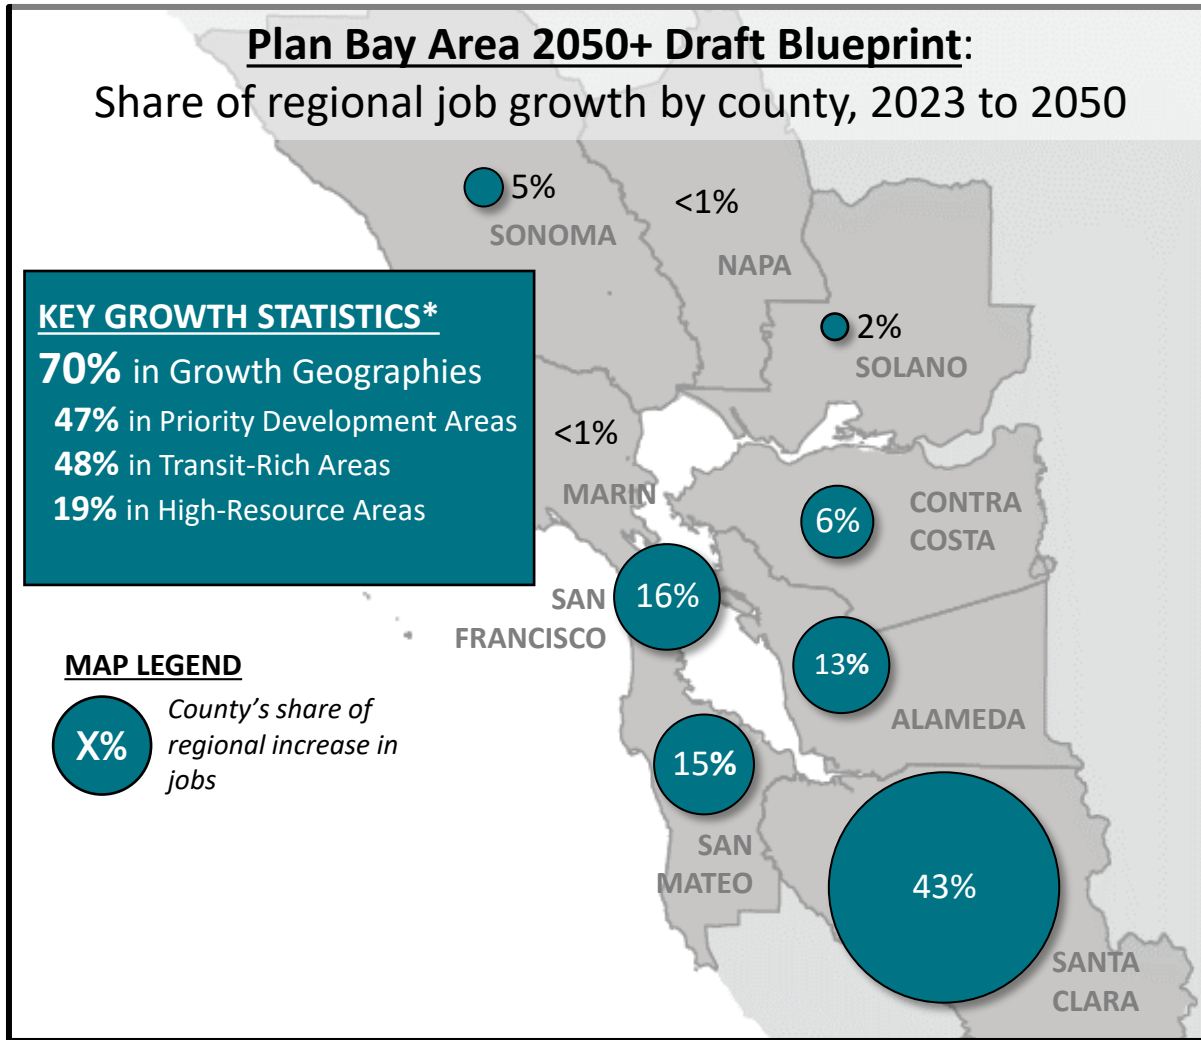 Plan Bay Area 2050+ Draft Blueprint:
Share of regional job growth by county, 2023 to 2050
5%
SONOMA
<1%
NAPA
2%
SOLANO
KEY GROWTH STATISTICS*
70% in Growth Geographies
47% in Priority Development Areas
48% in Transit-Rich Areas
19% in High-Resource Areas
<1%
MARIN
6%
CONTRA
COSTA
16%
SAN
FRANCISCO
13%
ALAMEDA
MAP LEGEND
X%
County’s share of
regional increase in
jobs
15%
SAN
MATEO
43%
SANTA
CLARA